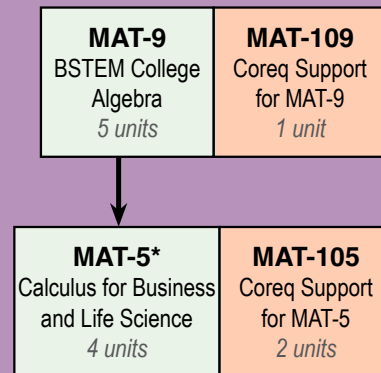 MAT-9
BSTEM College
Algebra
5 units
MAT-109
Coreq Support
for MAT-9
1 unit
MAT-5*
Calculus for Business
and Life Science
4 units
MAT-105
Coreq Support
for MAT-5
2 units